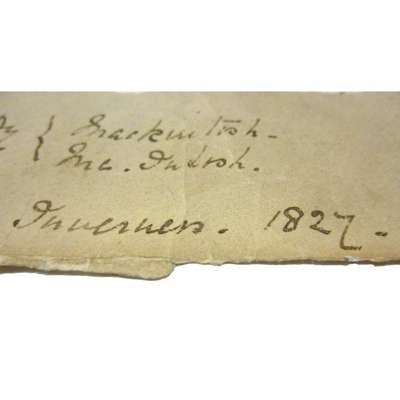 { Mackintosh -
Mc. Intosh.
Inverness. 1827 -